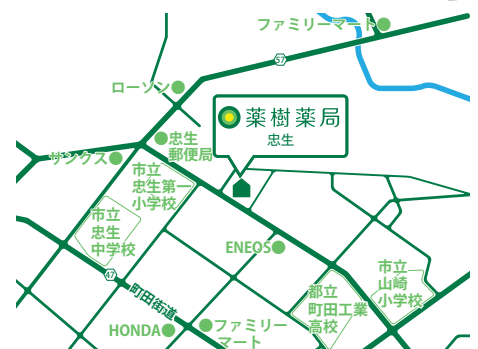 ファミリーマート
57
ローソン
薬樹薬局
忠生
忠生
郵便局
サンクス
市立
忠生第一
小学校
市立
忠生
中学校
ENEOS
市立
山崎
小学校
47
町田街道
都立
町田工業
高校
HONDA
ファミリー
マート